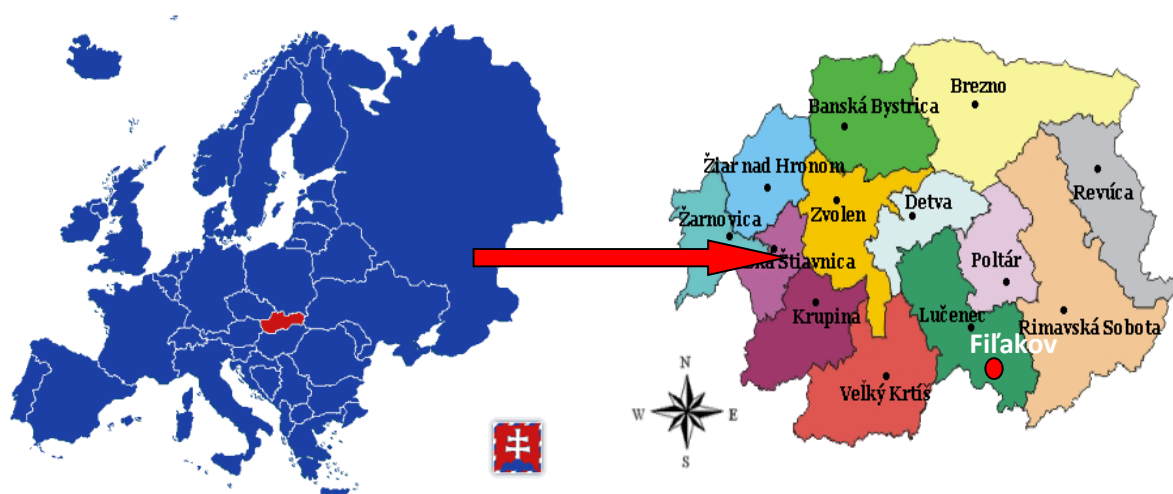 Brezno
Banská Bystrica
Žiar nad Hronom
Revúca
Detva
Zvolen
Žarnovica
Štiavnica
Poltár
Krupina
Lučenec
Rimavská Sobota
Fiľakov
Veľký Krtíš
N
W
E
S